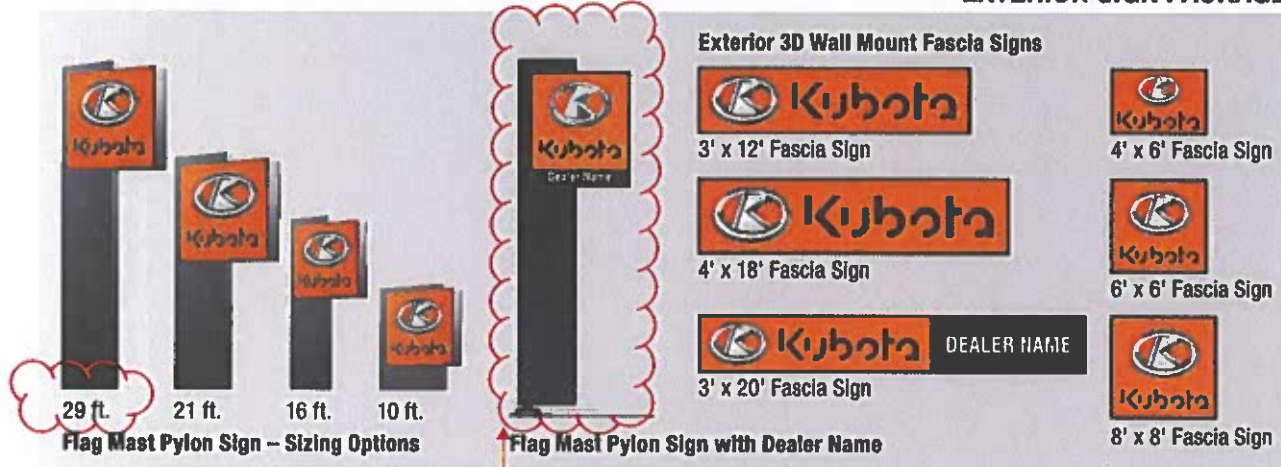 Kubota
Kubota
Kubota
Kubota
29 ft.
21 ft.
16 ft.
10 ft.
Flag Mast Pylon Sign – Sizing Options
Kubota
Dealer Name
Flag Mast Pylon Sign with Dealer Name
Exterior 3D Wall Mount Fascia Signs
Kubota
3' x 12' Fascia Sign
Kubota
4' x 18' Fascia Sign
Kubota DEALER NAME
3' x 20' Fascia Sign
Kubota
4' x 6' Fascia Sign
Kubota
6' x 6' Fascia Sign
Kubota
8' x 8' Fascia Sign